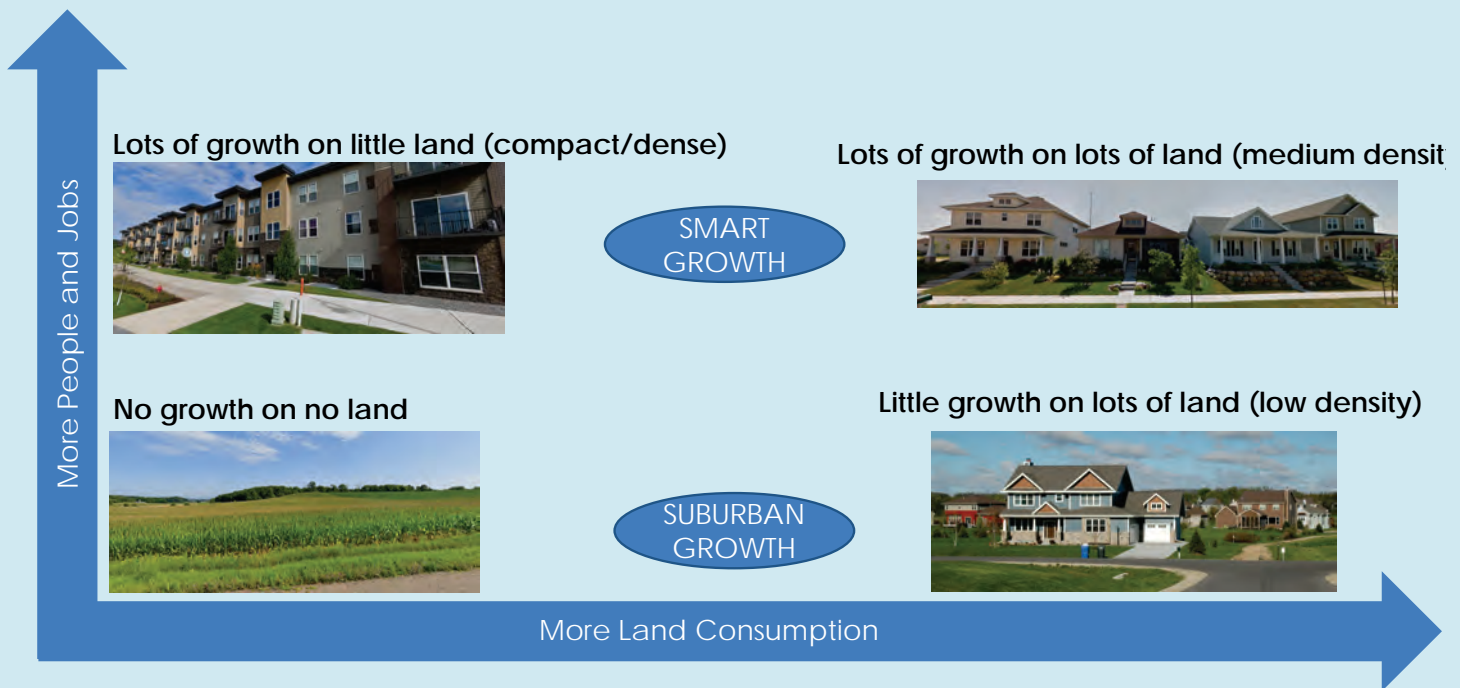 Lots of growth on little land (compact/dense)
Lots of growth on lots of land (medium densit
SMART
GROWTH
More People and Jobs
No growth on no land
Little growth on lots of land (low density)
SUBURBAN
GROWTH
More Land Consumption